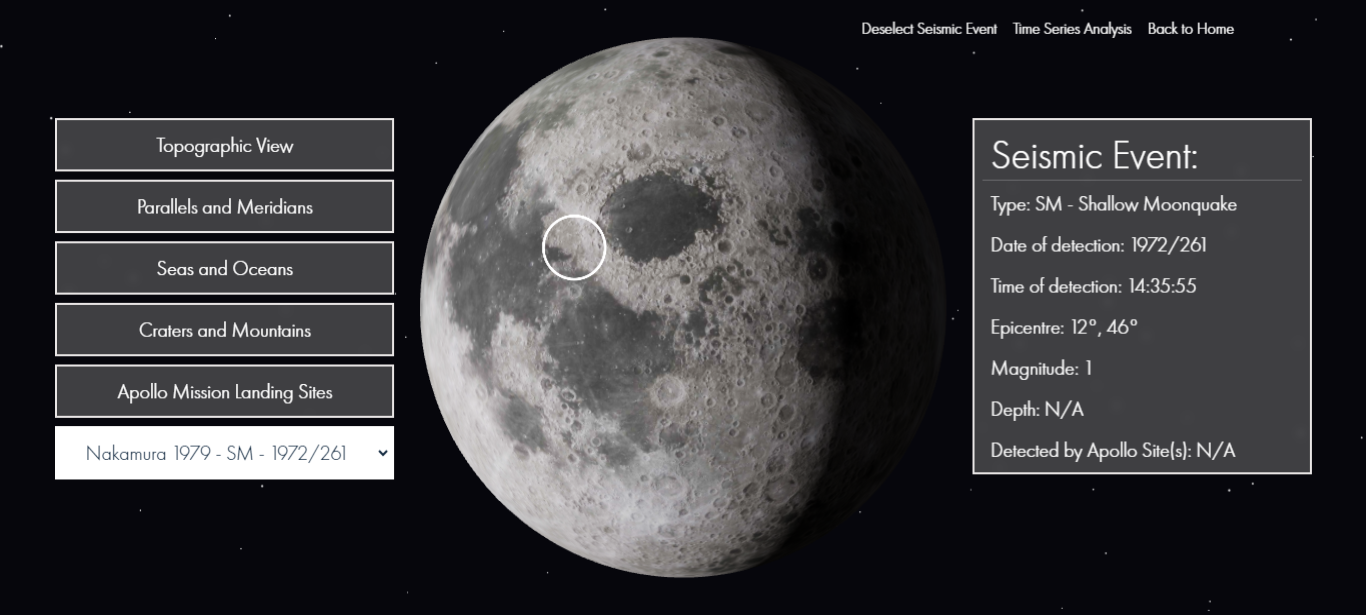 Deselect Seismic Event Time Series Analysis Back to Home
Topographic View
Parallels and Meridians
Seas and Oceans
Craters and Mountains
Apollo Mission Landing Sites
Nakamura 1979 - SM - 1972/261
Seismic Event:
Type: SM - Shallow Moonquake
Date of detection: 1972/261
Time of detection: 14:35:55
Epicentre: 12°, 46°
Magnitude: 1
Depth: N/A
Detected by Apollo Site(s): N/A